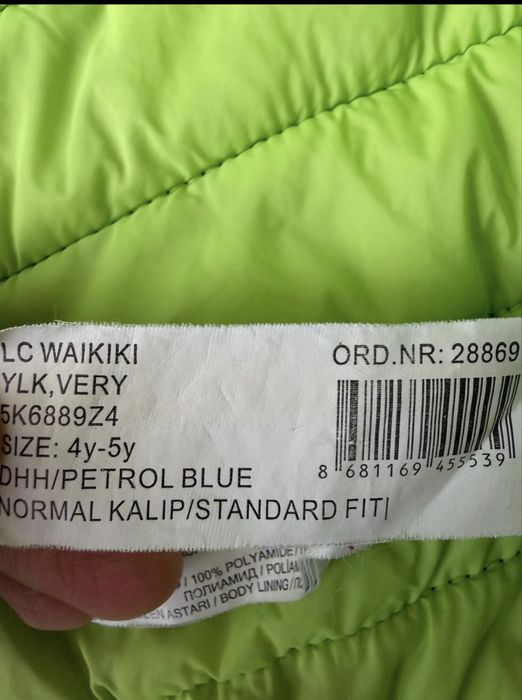 LC WAIKIKI
YLK,VERY
5K6889Z4
SIZE: 4y-5y
DHH/PETROL BLUE
NORMAL KALIP/STANDARD FIT
ORD.NR: 28869
8 681169 455539
/ 100% POLYAMIDE/
ПОЛИАМИД / POLIAM
ASTARI / BODY LINING/